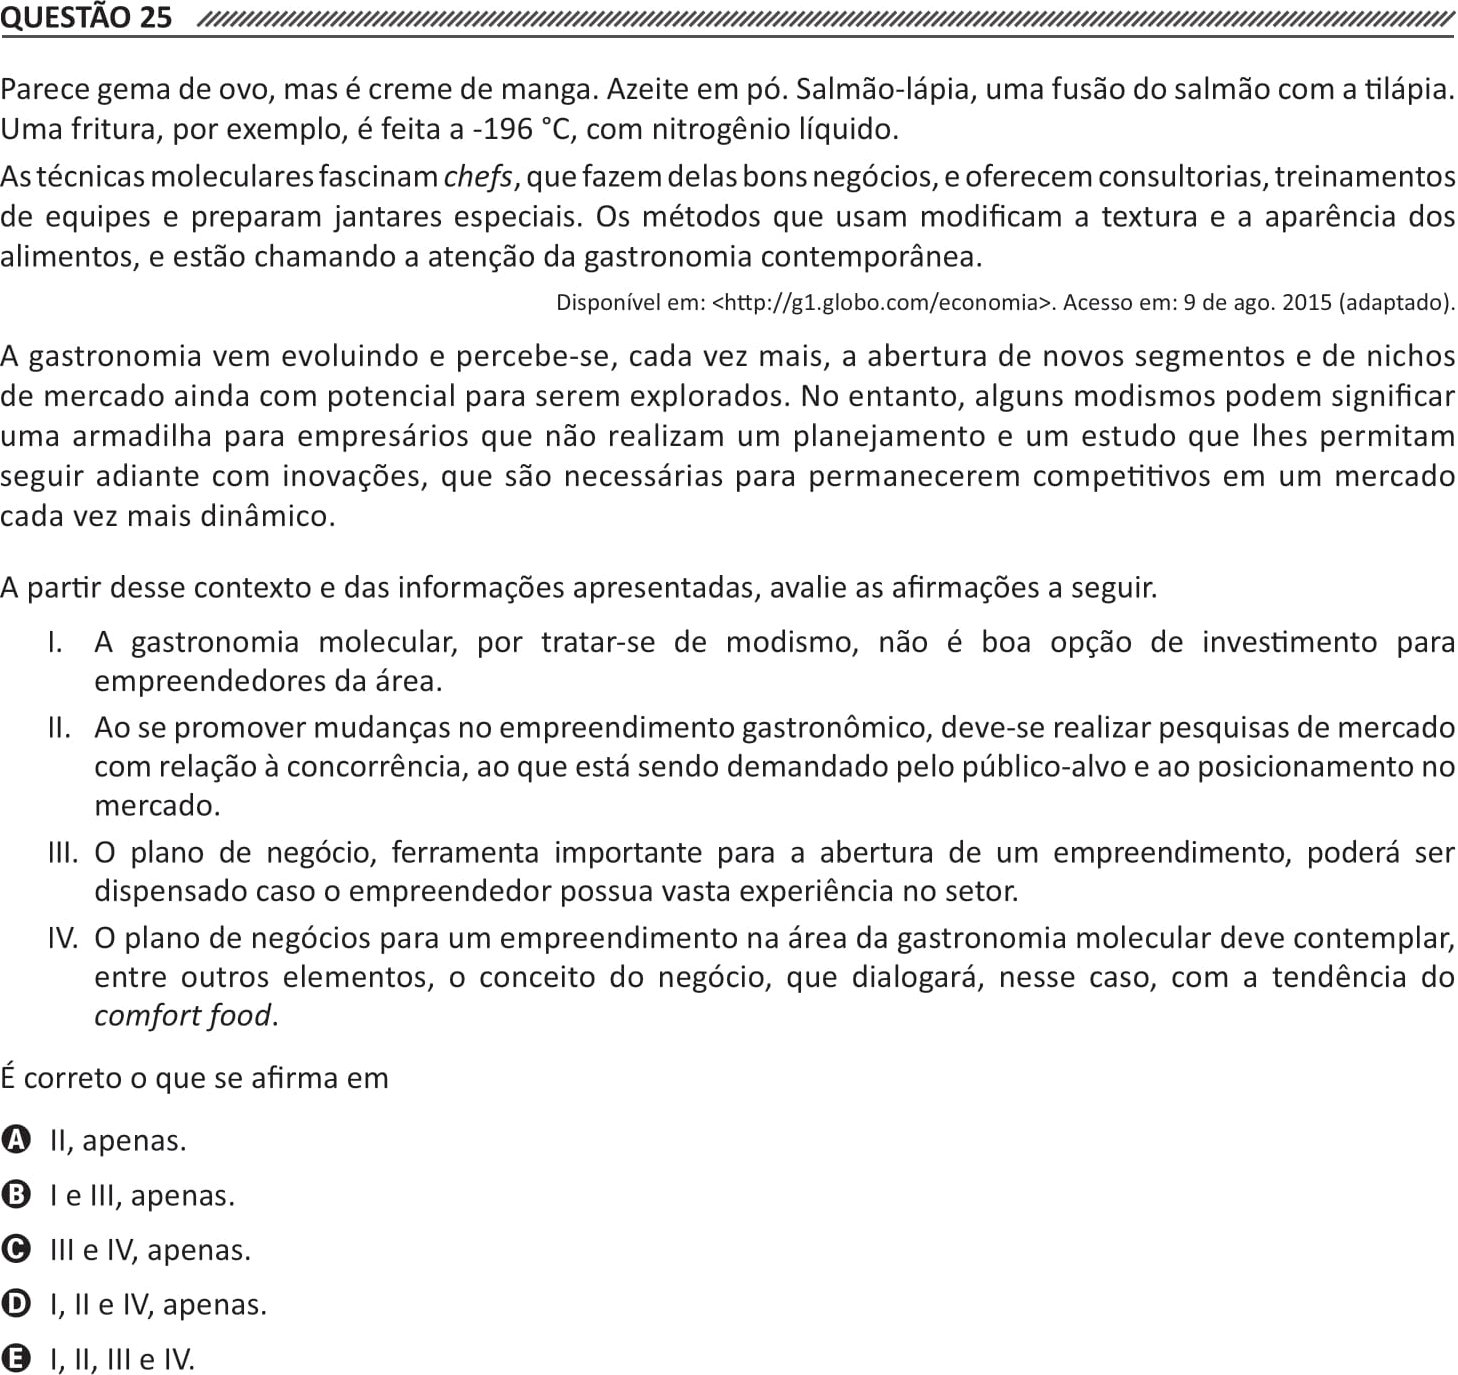 QUESTÃO 25
Parece gema de ovo, mas é creme de manga. Azeite em pó. Salmão-lápia, uma fusão do salmão com a tilápia.
Uma fritura, por exemplo, é feita a -196 °C, com nitrogênio líquido.
As técnicas moleculares fascinam chefs, que fazem delas bons negócios, e oferecem consultorias, treinamentos
de equipes e preparam jantares especiais. Os métodos que usam modificam a textura e a aparência dos
alimentos, e estão chamando a atenção da gastronomia contemporânea.
Disponível em: <http://g1.globo.com/economia>. Acesso em: 9 de ago. 2015 (adaptado).
A gastronomia vem evoluindo e percebe-se, cada vez mais, a abertura de novos segmentos e de nichos
de mercado ainda com potencial para serem explorados. No entanto, alguns modismos podem significar
uma armadilha para empresários que não realizam um planejamento e um estudo que lhes permitam
seguir adiante com inovações, que são necessárias para permanecerem competitivos em um mercado
cada vez mais dinâmico.
A partir desse contexto e das informações apresentadas, avalie as afirmações a seguir.
I. A gastronomia molecular, por tratar-se de modismo, não é boa opção de investimento para
empreendedores da área.
II. Ao se promover mudanças no empreendimento gastronômico, deve-se realizar pesquisas de mercado
com relação à concorrência, ao que está sendo demandado pelo público-alvo e ao posicionamento no
mercado.
III. O plano de negócio, ferramenta importante para a abertura de um empreendimento, poderá ser
dispensado caso o empreendedor possua vasta experiência no setor.
IV. O plano de negócios para um empreendimento na área da gastronomia molecular deve contemplar,
entre outros elementos, o conceito do negócio, que dialogará, nesse caso, com a tendência do
comfort food.
É correto o que se afirma em
A II, apenas.
B I e III, apenas.
C III e IV, apenas.
D I, II e IV, apenas.
E I, II, III e IV.